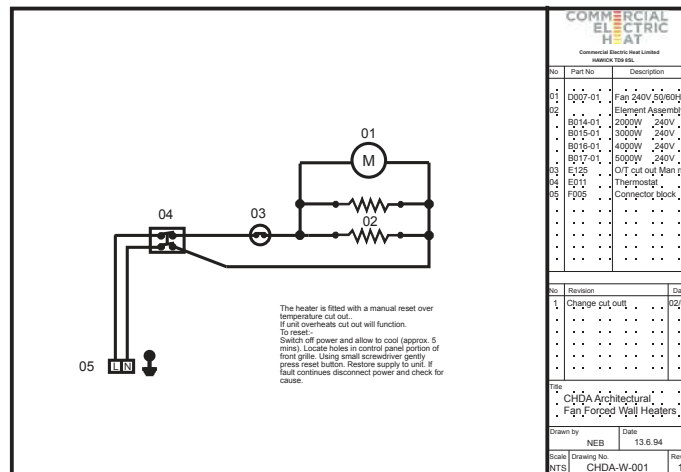 COMMERCIAL
ELECTRIC
HEAT
Commercial Electric Heat Limited
HAWICK TD9 8SL
No Part No Description
01 D007-01 Fan 240V 50/60H
02 Element Assembl
B014-01 2000W 240V
B015-01 3000W 240V
B016-01 4000W 240V
B017-01 5000W 240V
03 E125 O/T cut out Man r
04 E011 Thermostat
05 F005 Connector block
01
M
02
03
04
05
L N
The heater is fitted with a manual reset over
temperature cut out..
If unit overheats cut out will function.
To reset:-
Switch off power and allow to cool (approx. 5
mins). Locate holes in control panel portion of
front grille. Using small screwdriver gently
press reset button. Restore supply to unit. If
fault continues disconnect power and check for
cause.
No Revision Da
1 Change cut outt 02/
Title
CHDA Architectural
Fan Forced Wall Heaters
Drawn by Date
NEB 13.6.94
Scale Drawing No. Rev
NTS CHDA-W-001 1